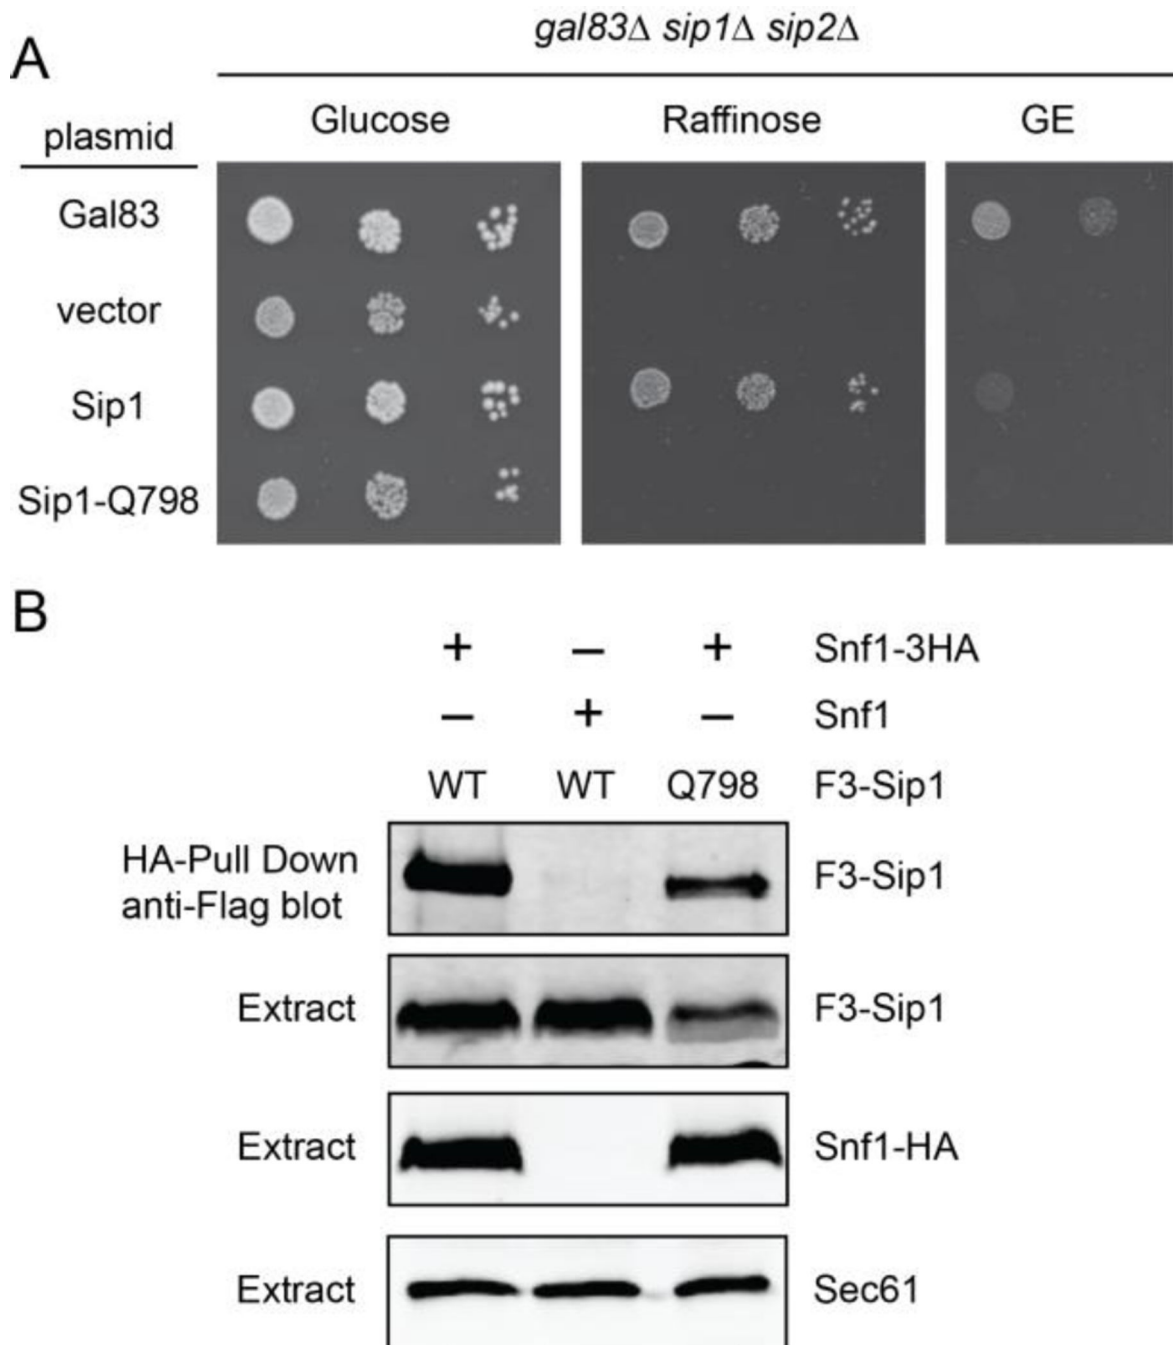 A
gal83Δ sip1Δ sip2Δ
plasmid
Glucose
Raffinose
GE
Gal83
vector
Sip1
Sip1-Q798
B
+ – + Snf1-3HA
– + – Snf1
WT WT Q798 F3-Sip1
HA-Pull Down
anti-Flag blot
F3-Sip1
Extract
F3-Sip1
Extract
Snf1-HA
Extract
Sec61